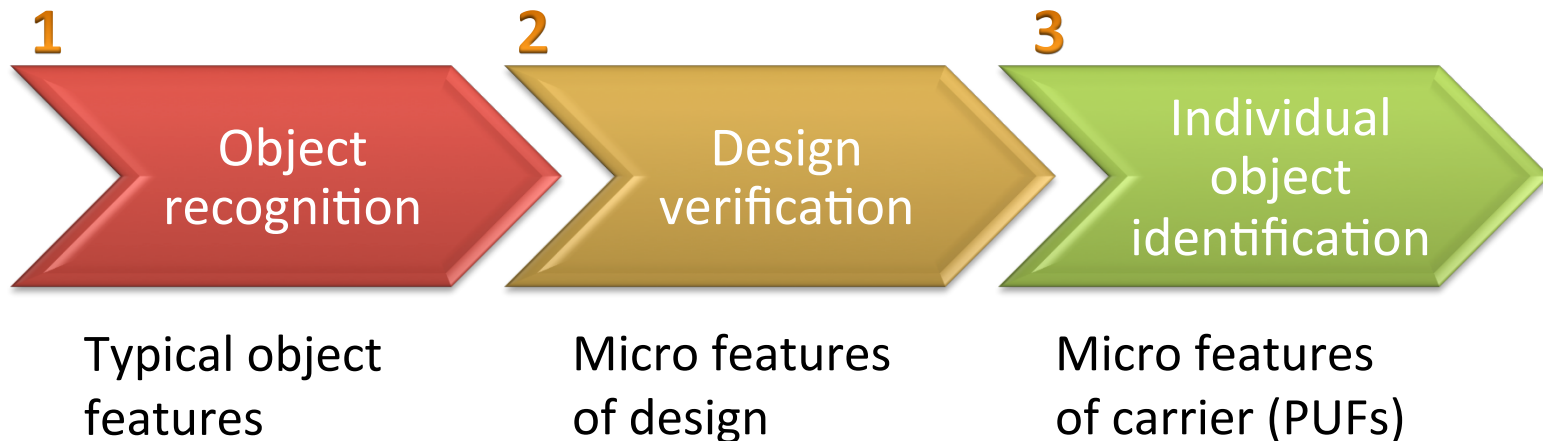 1
Object
recognition
Typical object
features
2
Design
verification
Micro features
of design
3
Individual
object
identification
Micro features
of carrier (PUFs)